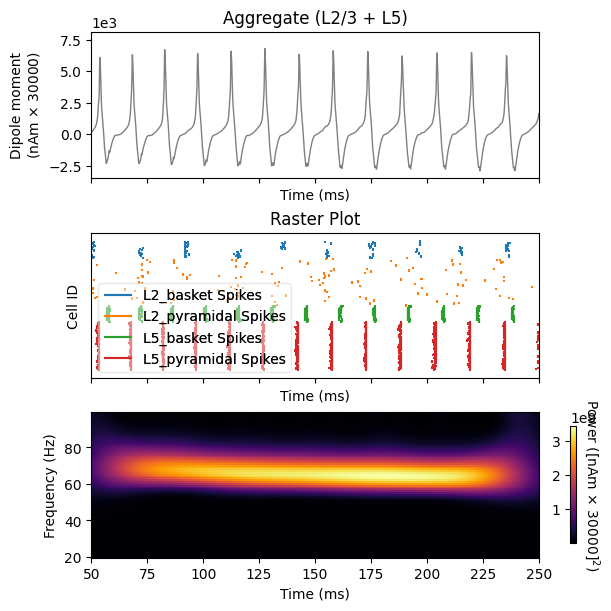 Aggregate (L2/3 + L5)
1e3
7.5
5.0
2.5
0.0
−2.5
Dipole moment
(nAm × 30000)
Time (ms)
Raster Plot
Cell ID
L2_basket Spikes
L2_pyramidal Spikes
L5_basket Spikes
L5_pyramidal Spikes
Time (ms)
Frequency (Hz)
80
60
40
20
50
75
100
125
150
175
200
225
250
Time (ms)
3
2
1
Power ([nAm × 30000]²)